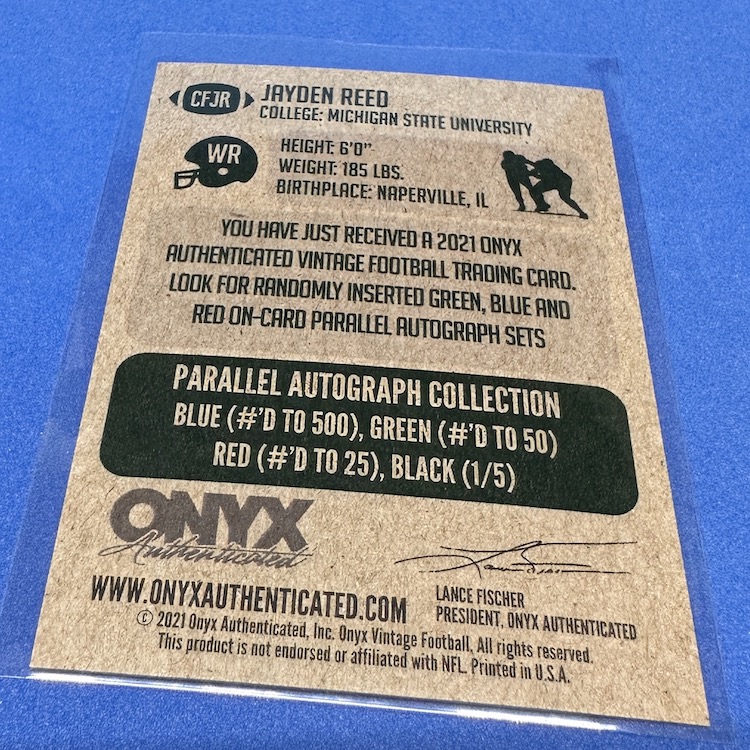 CFJR
JAYDEN REED
COLLEGE: MICHIGAN STATE UNIVERSITY
WR
HEIGHT: 6'0"
WEIGHT: 185 LBS.
BIRTHPLACE: NAPERVILLE, IL
YOU HAVE JUST RECEIVED A 2021 ONYX
AUTHENTICATED VINTAGE FOOTBALL TRADING CARD.
LOOK FOR RANDOMLY INSERTED GREEN, BLUE AND
RED ON-CARD PARALLEL AUTOGRAPH SETS
PARALLEL AUTOGRAPH COLLECTION
BLUE (#'D TO 500), GREEN (#'D TO 50)
RED (#'D TO 25), BLACK (1/5)
ONYX
Authenticated
WWW.ONYXAUTHENTICATED.COM
LANCE FISCHER
PRESIDENT, ONYX AUTHENTICATED
© 2021 Onyx Authenticated, Inc. Onyx Vintage Football. All rights reserved.
This product is not endorsed or affiliated with NFL. Printed in U.S.A.